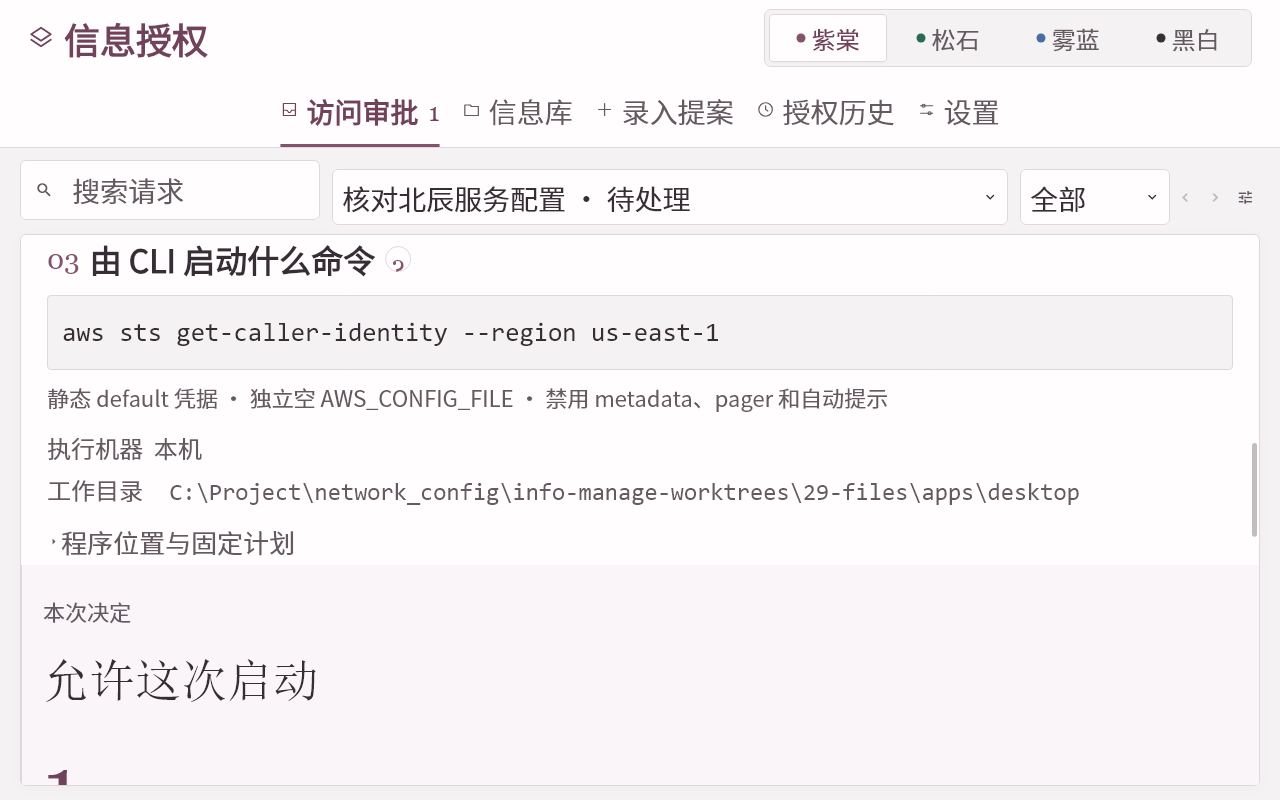 信息授权
紫棠 松石 雾蓝 黑白
访问审批 1 信息库 录入提案 授权历史 设置
搜索请求 核对北辰服务配置 · 待处理 全部
03 由 CLI 启动什么命令 ?
aws sts get-caller-identity --region us-east-1
静态 default 凭据 · 独立空 AWS_CONFIG_FILE · 禁用 metadata、pager 和自动提示
执行机器 本机
工作目录 C:\Project\network_config\info-manage-worktrees\29-files\apps\desktop
程序位置与固定计划
本次决定
允许这次启动